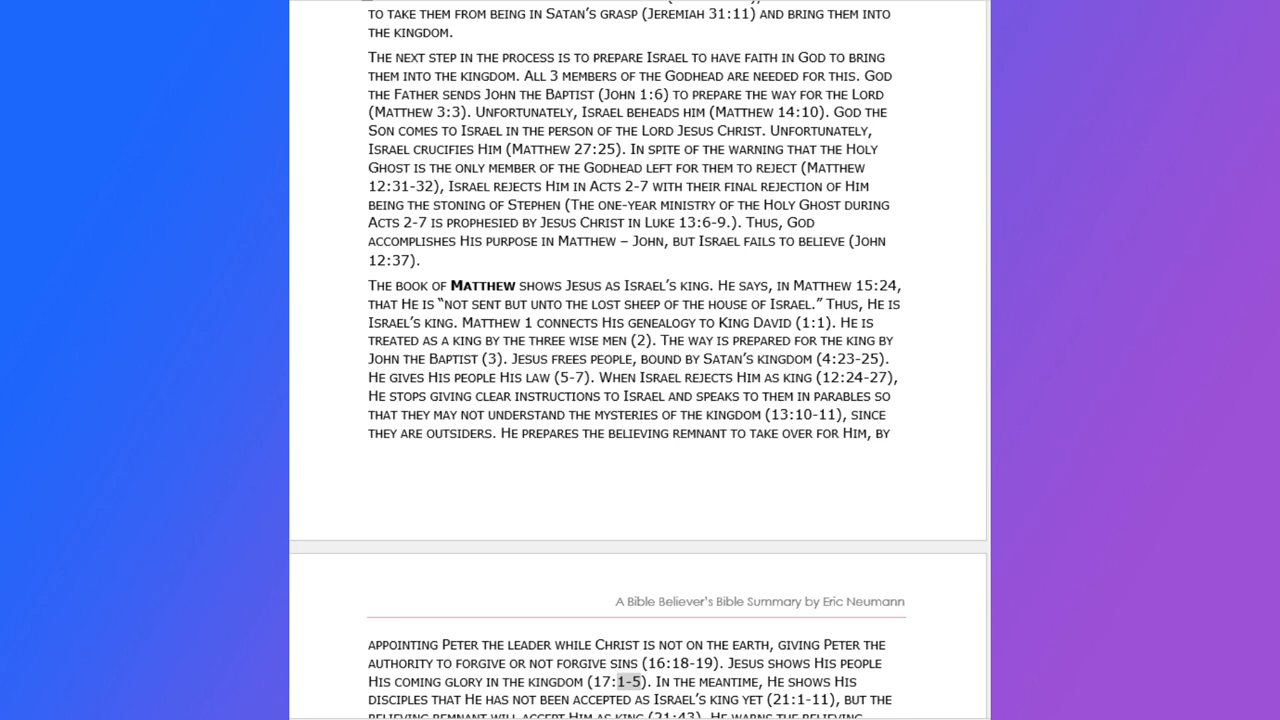 TO TAKE THEM FROM BEING IN SATAN'S GRASP (JEREMIAH 31:11) AND BRING THEM INTO
THE KINGDOM.
THE NEXT STEP IN THE PROCESS IS TO PREPARE ISRAEL TO HAVE FAITH IN GOD TO BRING
THEM INTO THE KINGDOM. ALL 3 MEMBERS OF THE GODHEAD ARE NEEDED FOR THIS. GOD
THE FATHER SENDS JOHN THE BAPTIST (JOHN 1:6) TO PREPARE THE WAY FOR THE LORD
(MATTHEW 3:3). UNFORTUNATELY, ISRAEL BEHEADS HIM (MATTHEW 14:10). GOD THE
SON COMES TO ISRAEL IN THE PERSON OF THE LORD JESUS CHRIST. UNFORTUNATELY,
ISRAEL CRUCIFIES HIM (MATTHEW 27:25). IN SPITE OF THE WARNING THAT THE HOLY
GHOST IS THE ONLY MEMBER OF THE GODHEAD LEFT FOR THEM TO REJECT (MATTHEW
12:31-32), ISRAEL REJECTS HIM IN ACTS 2-7 WITH THEIR FINAL REJECTION OF HIM
BEING THE STONING OF STEPHEN (THE ONE-YEAR MINISTRY OF THE HOLY GHOST DURING
ACTS 2-7 IS PROPHESIED BY JESUS CHRIST IN LUKE 13:6-9.). THUS, GOD
ACCOMPLISHES HIS PURPOSE IN MATTHEW – JOHN, BUT ISRAEL FAILS TO BELIEVE (JOHN
12:37).
THE BOOK OF MATTHEW SHOWS JESUS AS ISRAEL'S KING. HE SAYS, IN MATTHEW 15:24,
THAT HE IS “NOT SENT BUT UNTO THE LOST SHEEP OF THE HOUSE OF ISRAEL.” THUS, HE IS
ISRAEL'S KING. MATTHEW 1 CONNECTS HIS GENEALOGY TO KING DAVID (1:1). HE IS
TREATED AS A KING BY THE THREE WISE MEN (2). THE WAY IS PREPARED FOR THE KING BY
JOHN THE BAPTIST (3). JESUS FREES PEOPLE, BOUND BY SATAN'S KINGDOM (4:23-25).
HE GIVES HIS PEOPLE HIS LAW (5-7). WHEN ISRAEL REJECTS HIM AS KING (12:24-27),
HE STOPS GIVING CLEAR INSTRUCTIONS TO ISRAEL AND SPEAKS TO THEM IN PARABLES SO
THAT THEY MAY NOT UNDERSTAND THE MYSTERIES OF THE KINGDOM (13:10-11), SINCE
THEY ARE OUTSIDERS. HE PREPARES THE BELIEVING REMNANT TO TAKE OVER FOR HIM, BY
A Bible Believer's Bible Summary by Eric Neumann
APPOINTING PETER THE LEADER WHILE CHRIST IS NOT ON THE EARTH, GIVING PETER THE
AUTHORITY TO FORGIVE OR NOT FORGIVE SINS (16:18-19). JESUS SHOWS HIS PEOPLE
HIS COMING GLORY IN THE KINGDOM (17:1-5). IN THE MEANTIME, HE SHOWS HIS
DISCIPLES THAT HE HAS NOT BEEN ACCEPTED AS ISRAEL'S KING YET (21:1-11), BUT THE
BELIEVING REMNANT WILL ACCEPT HIM AS KING (21:43). HE WARNS THE BELIEVING